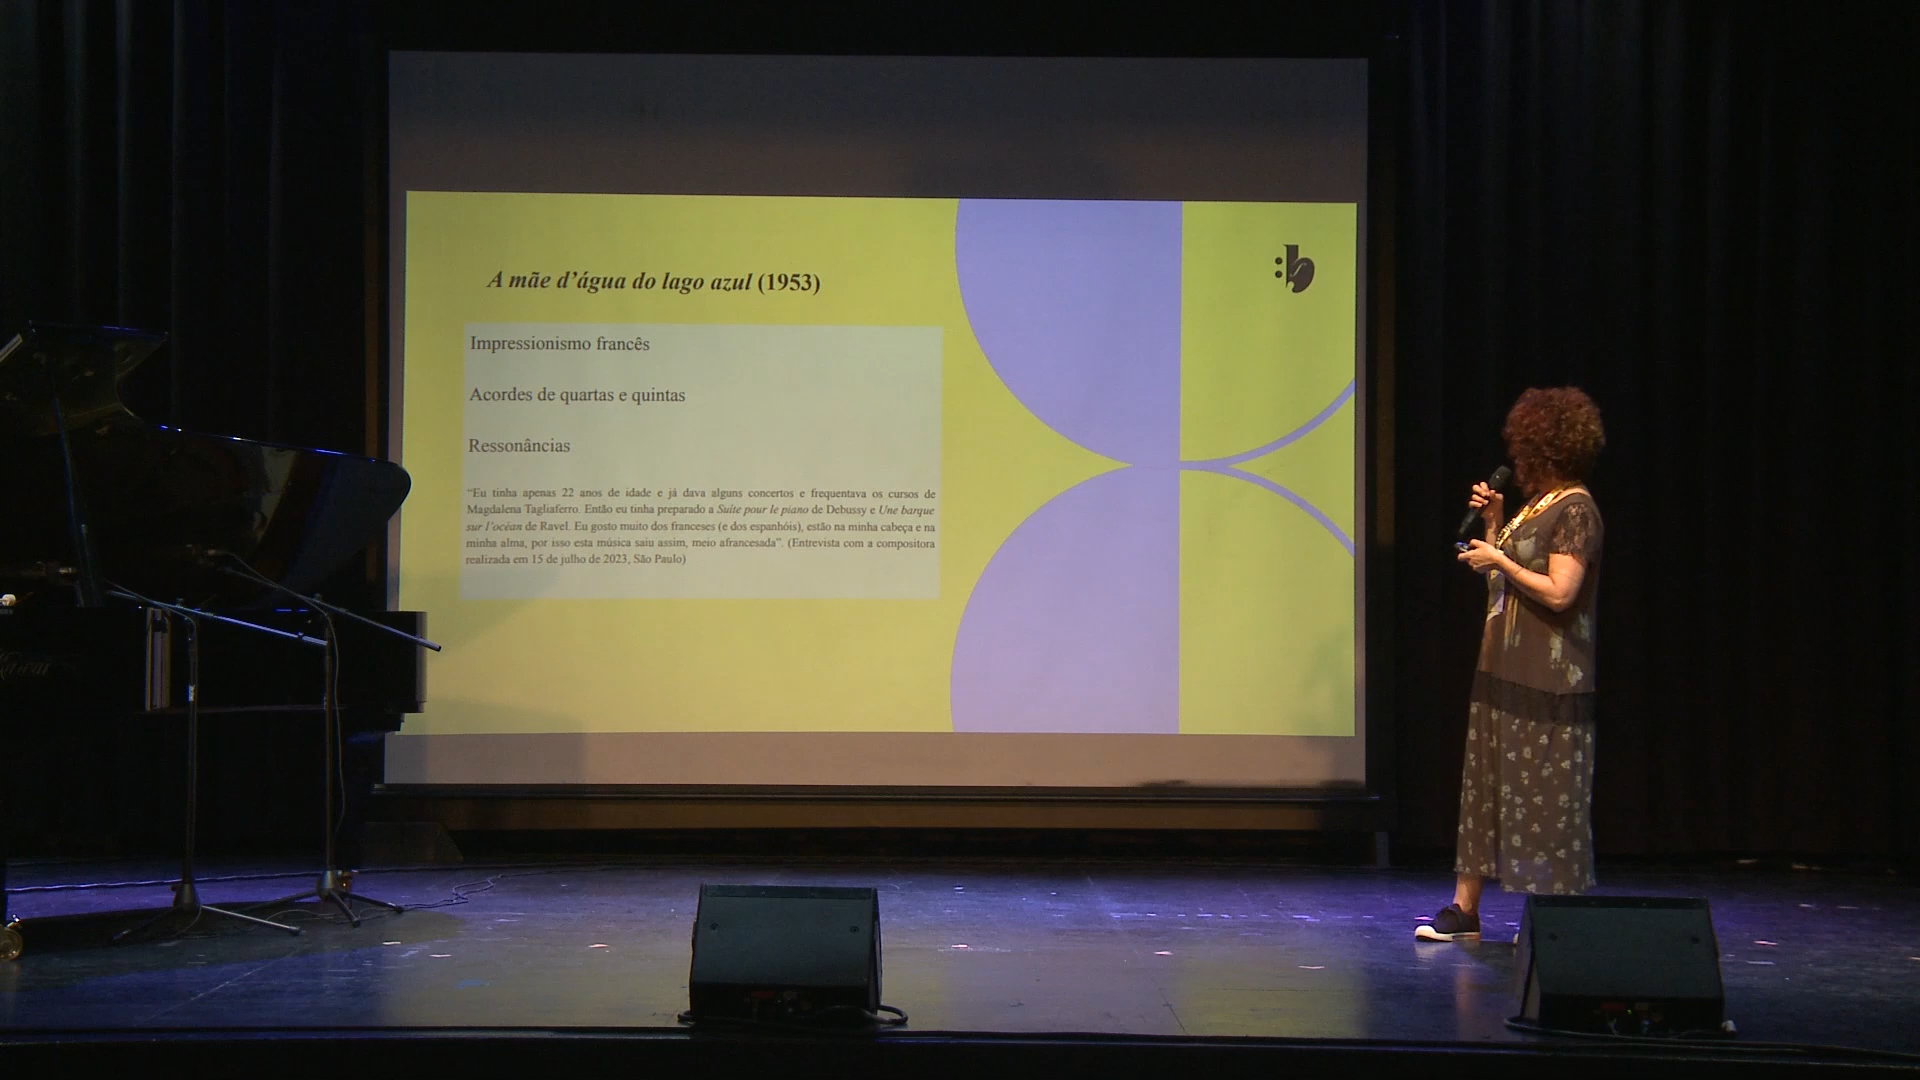 A mãe d’água do lago azul (1953)
Impressionismo francês
Acordes de quartas e quintas
Ressonâncias
“Eu tinha apenas 22 anos de idade e já dava alguns concertos e frequentava os cursos de
Magdalena Tagliaferro. Então eu tinha preparado a Suite pour le piano de Debussy e Une barque
sur l’océan de Ravel. Eu gosto muito dos franceses (e dos espanhóis), estão na minha cabeça e na
minha alma, por isso esta música saiu assim, meio afrancesada”. (Entrevista com a compositora
realizada em 15 de julho de 2023, São Paulo)